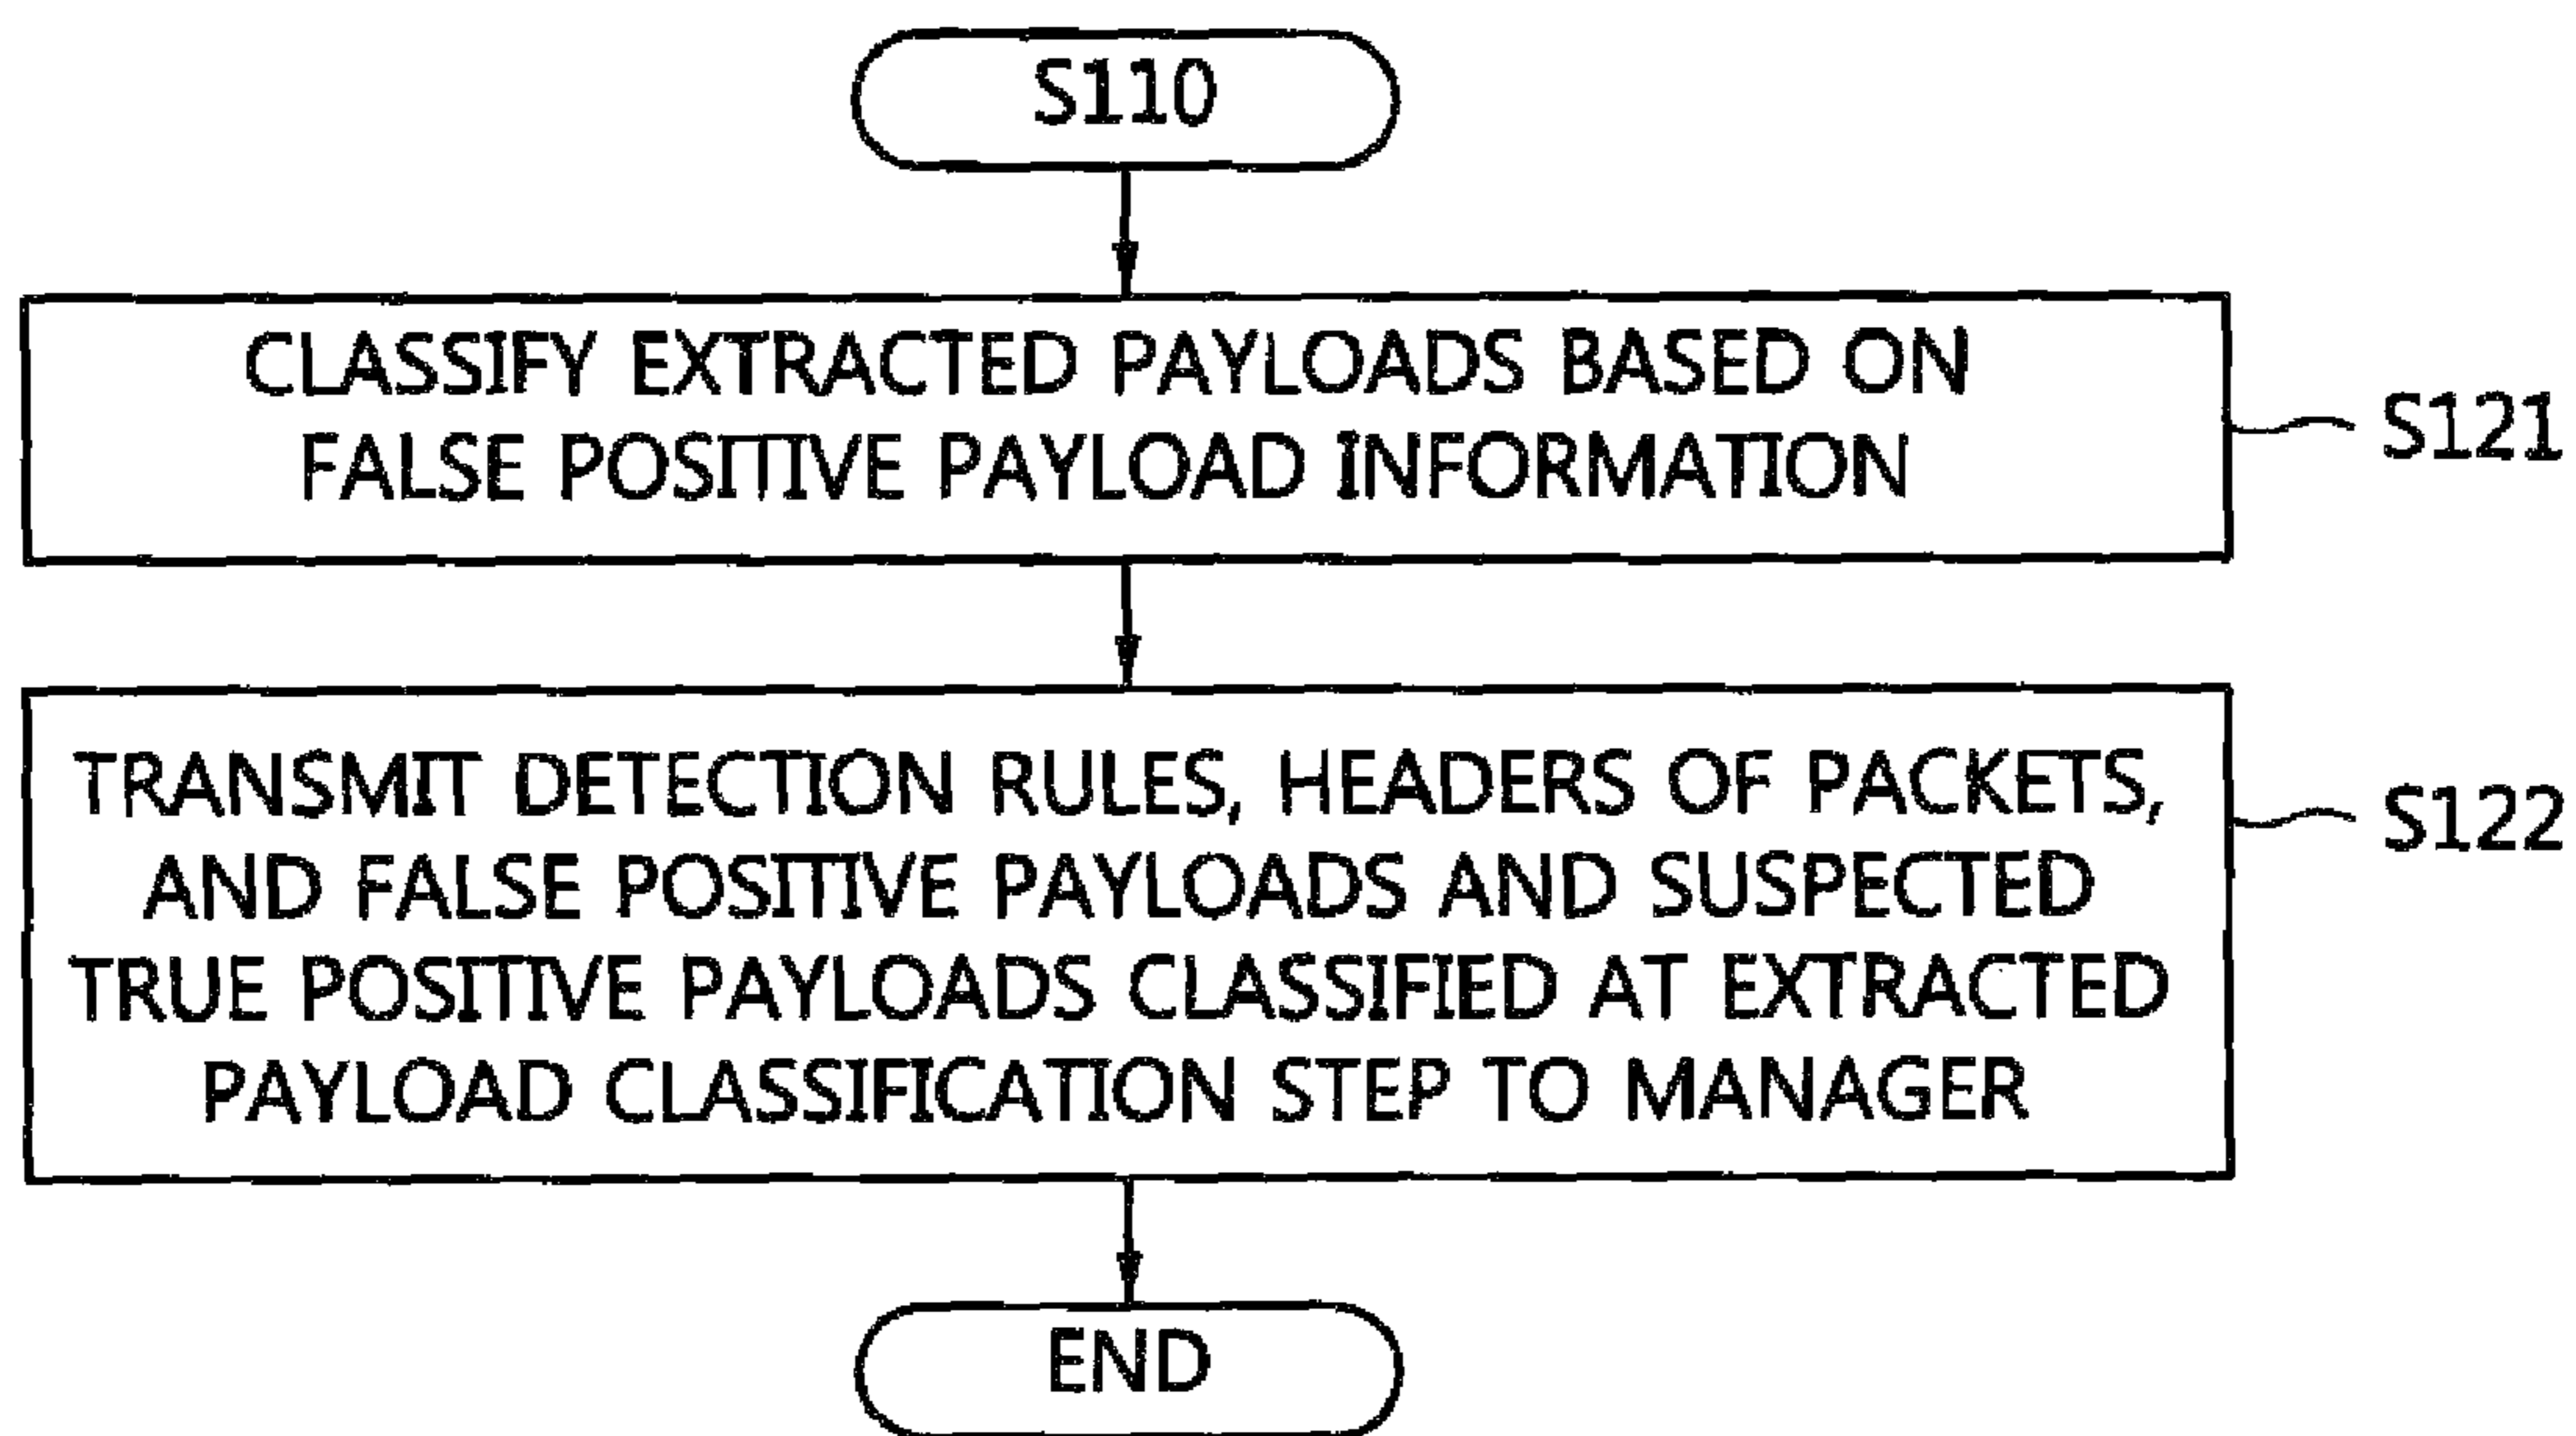 S110
CLASSIFY EXTRACTED PAYLOADS BASED ON
FALSE POSITIVE PAYLOAD INFORMATION
S121
TRANSMIT DETECTION RULES, HEADERS OF PACKETS,
AND FALSE POSITIVE PAYLOADS AND SUSPECTED
TRUE POSITIVE PAYLOADS CLASSIFIED AT EXTRACTED
PAYLOAD CLASSIFICATION STEP TO MANAGER
S122
END